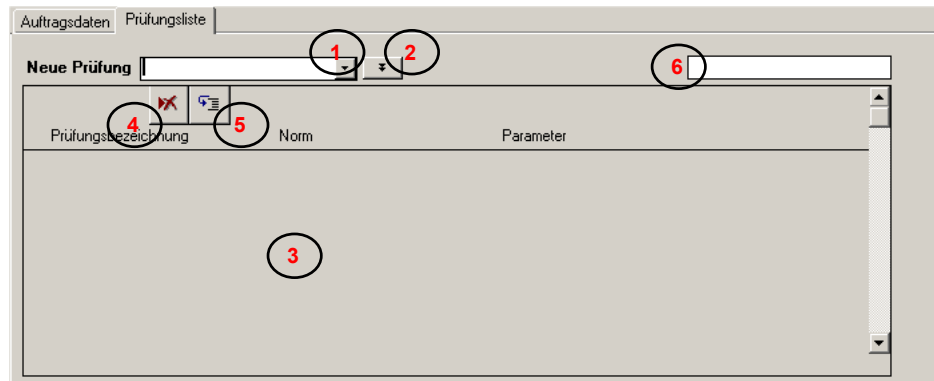 Auftragsdaten Prüfungsliste
1 2
Neue Prüfung 6
4 5
Prüfungsbezeichnung Norm Parameter
3